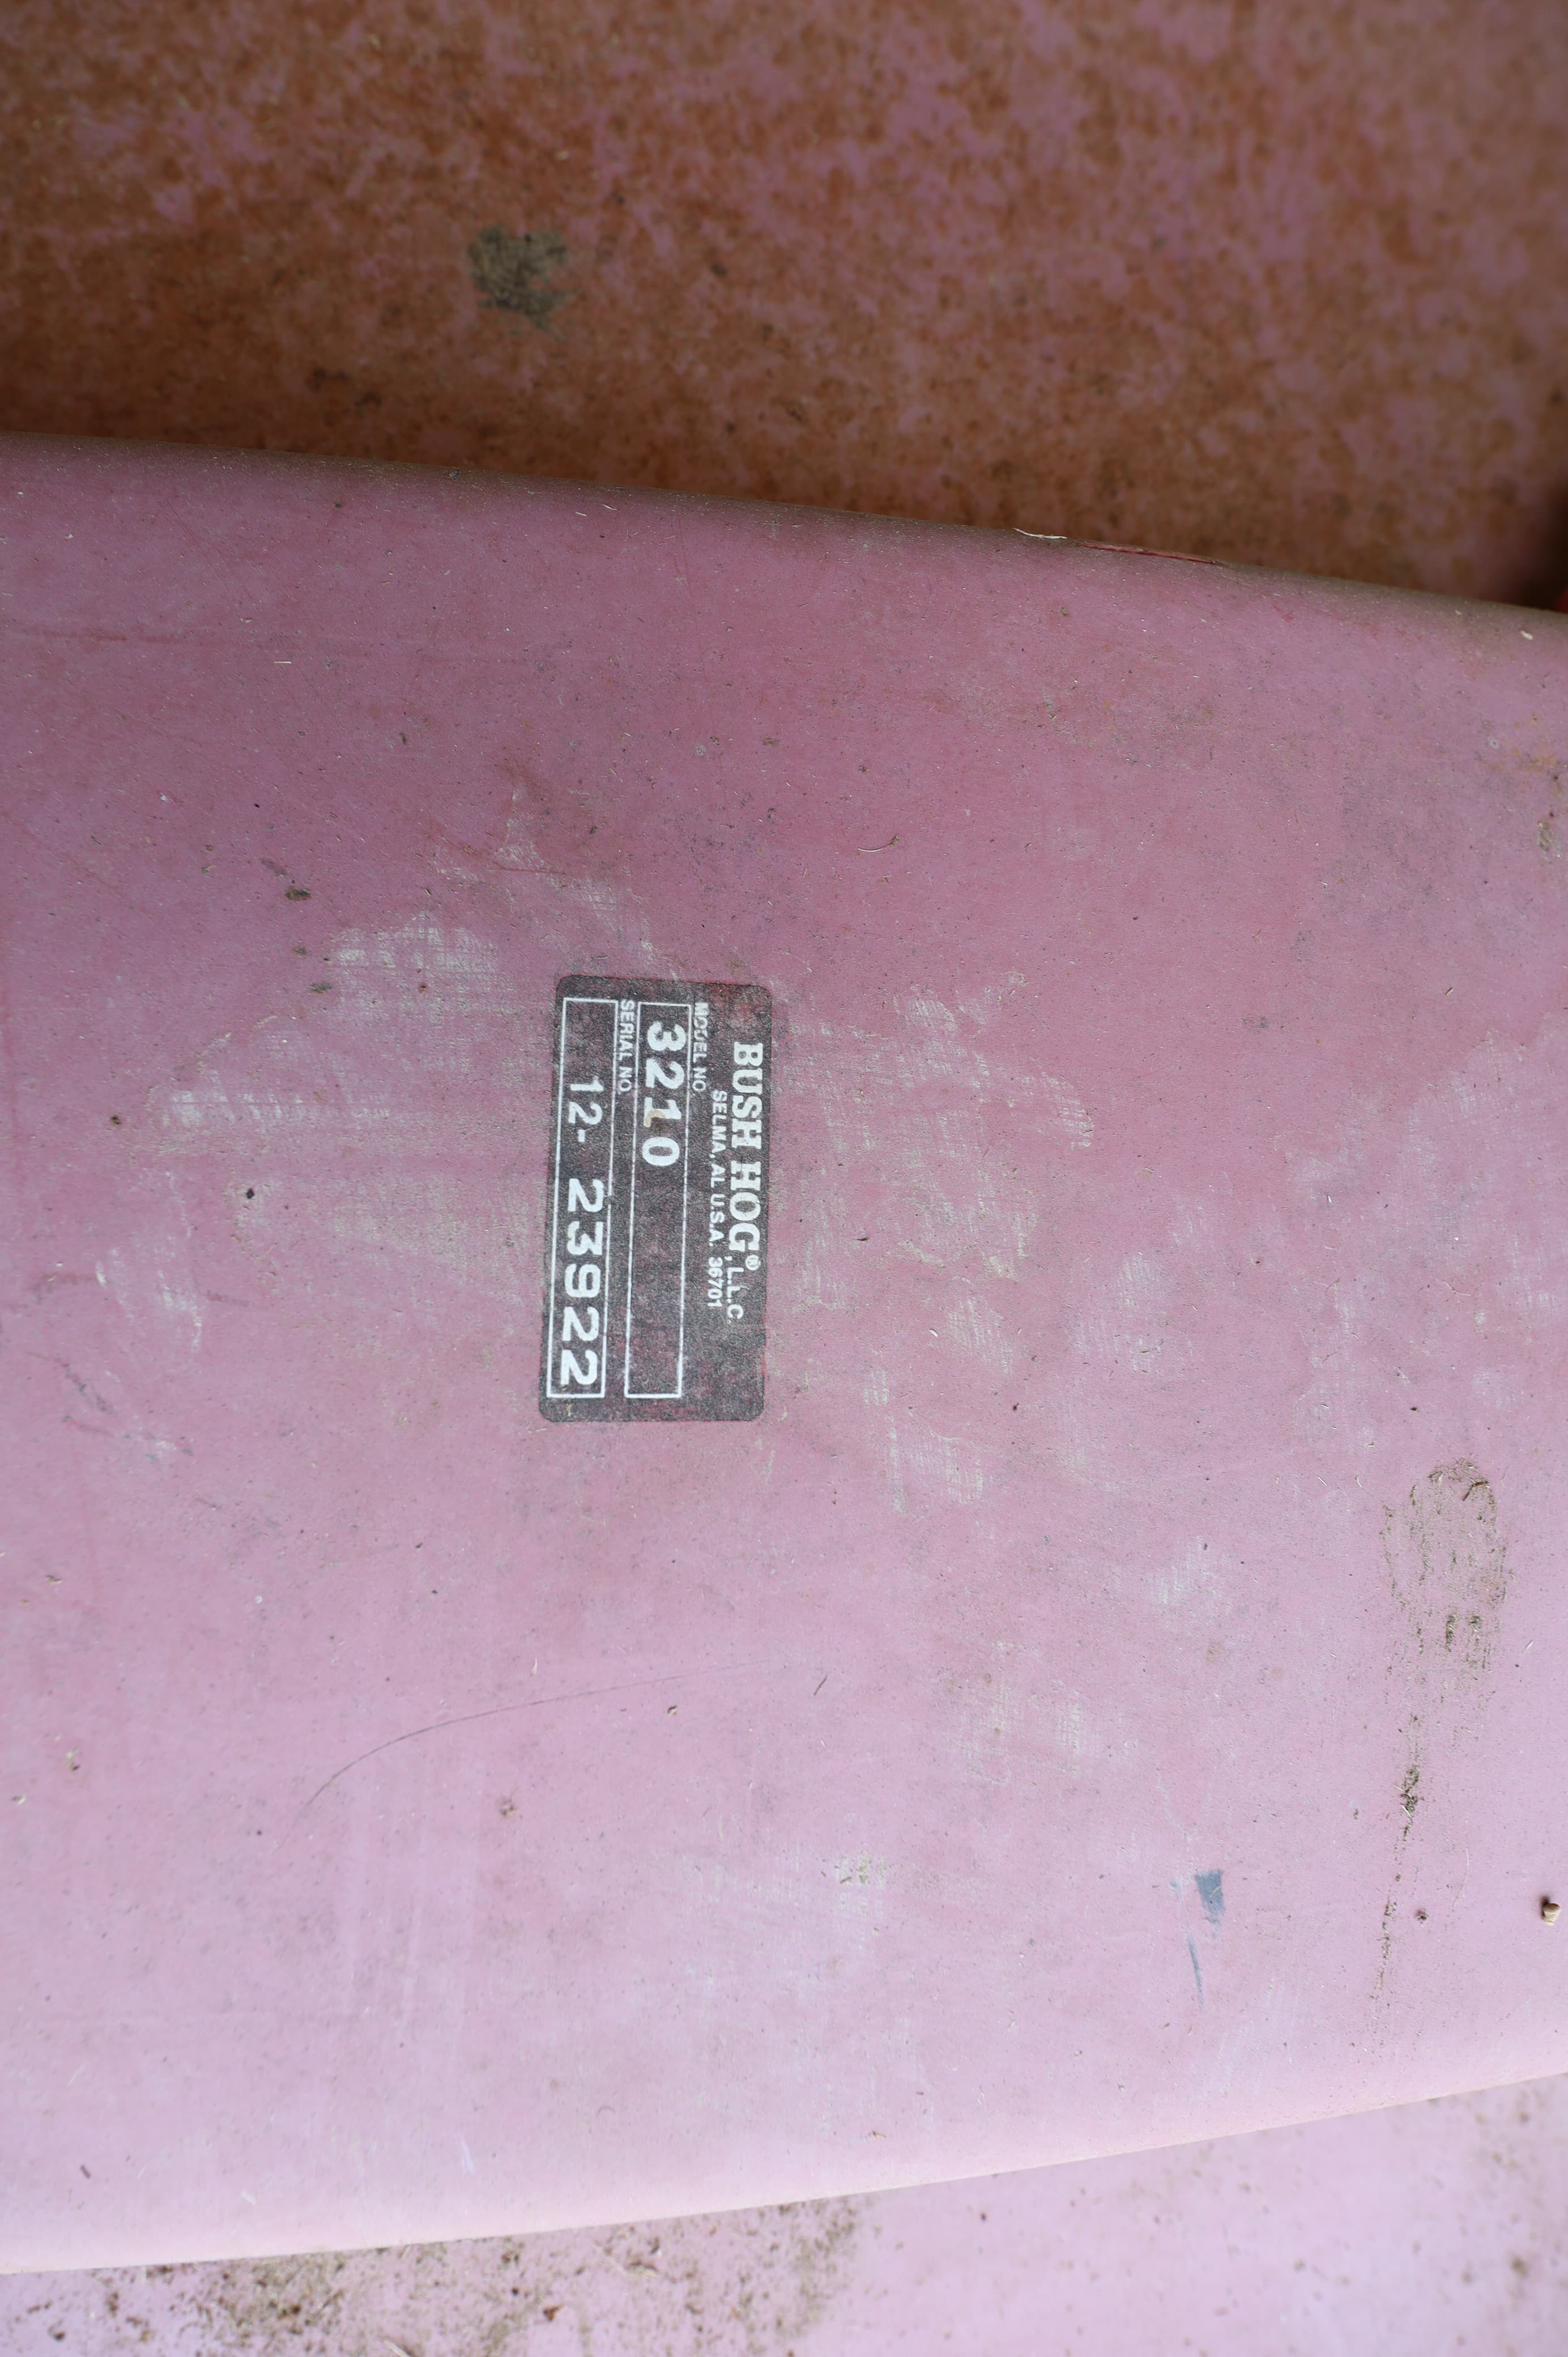 BUSH HOG®, L.L.C.
SELMA, AL U.S.A. 36701
MODEL NO.
3210
SERIAL NO.
12- 23922